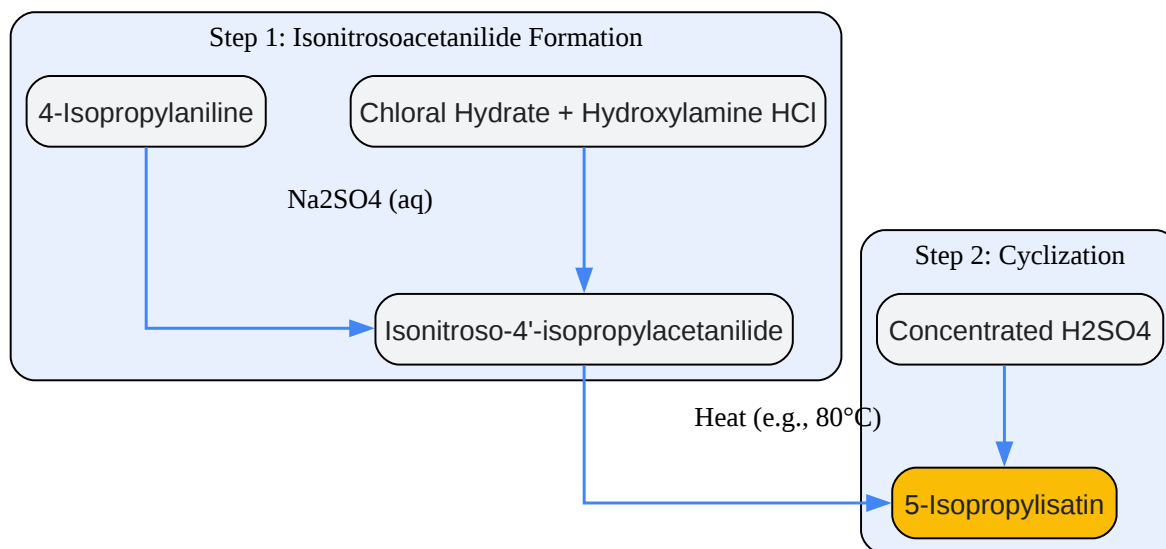 Step 1: Isonitrosoacetanilide Formation
4-Isopropylaniline
Chloral Hydrate + Hydroxylamine HCl
Na2SO4 (aq)
Isonitroso-4'-isopropylacetanilide
Step 2: Cyclization
Concentrated H2SO4
Heat (e.g., 80°C)
5-Isopropylisatin